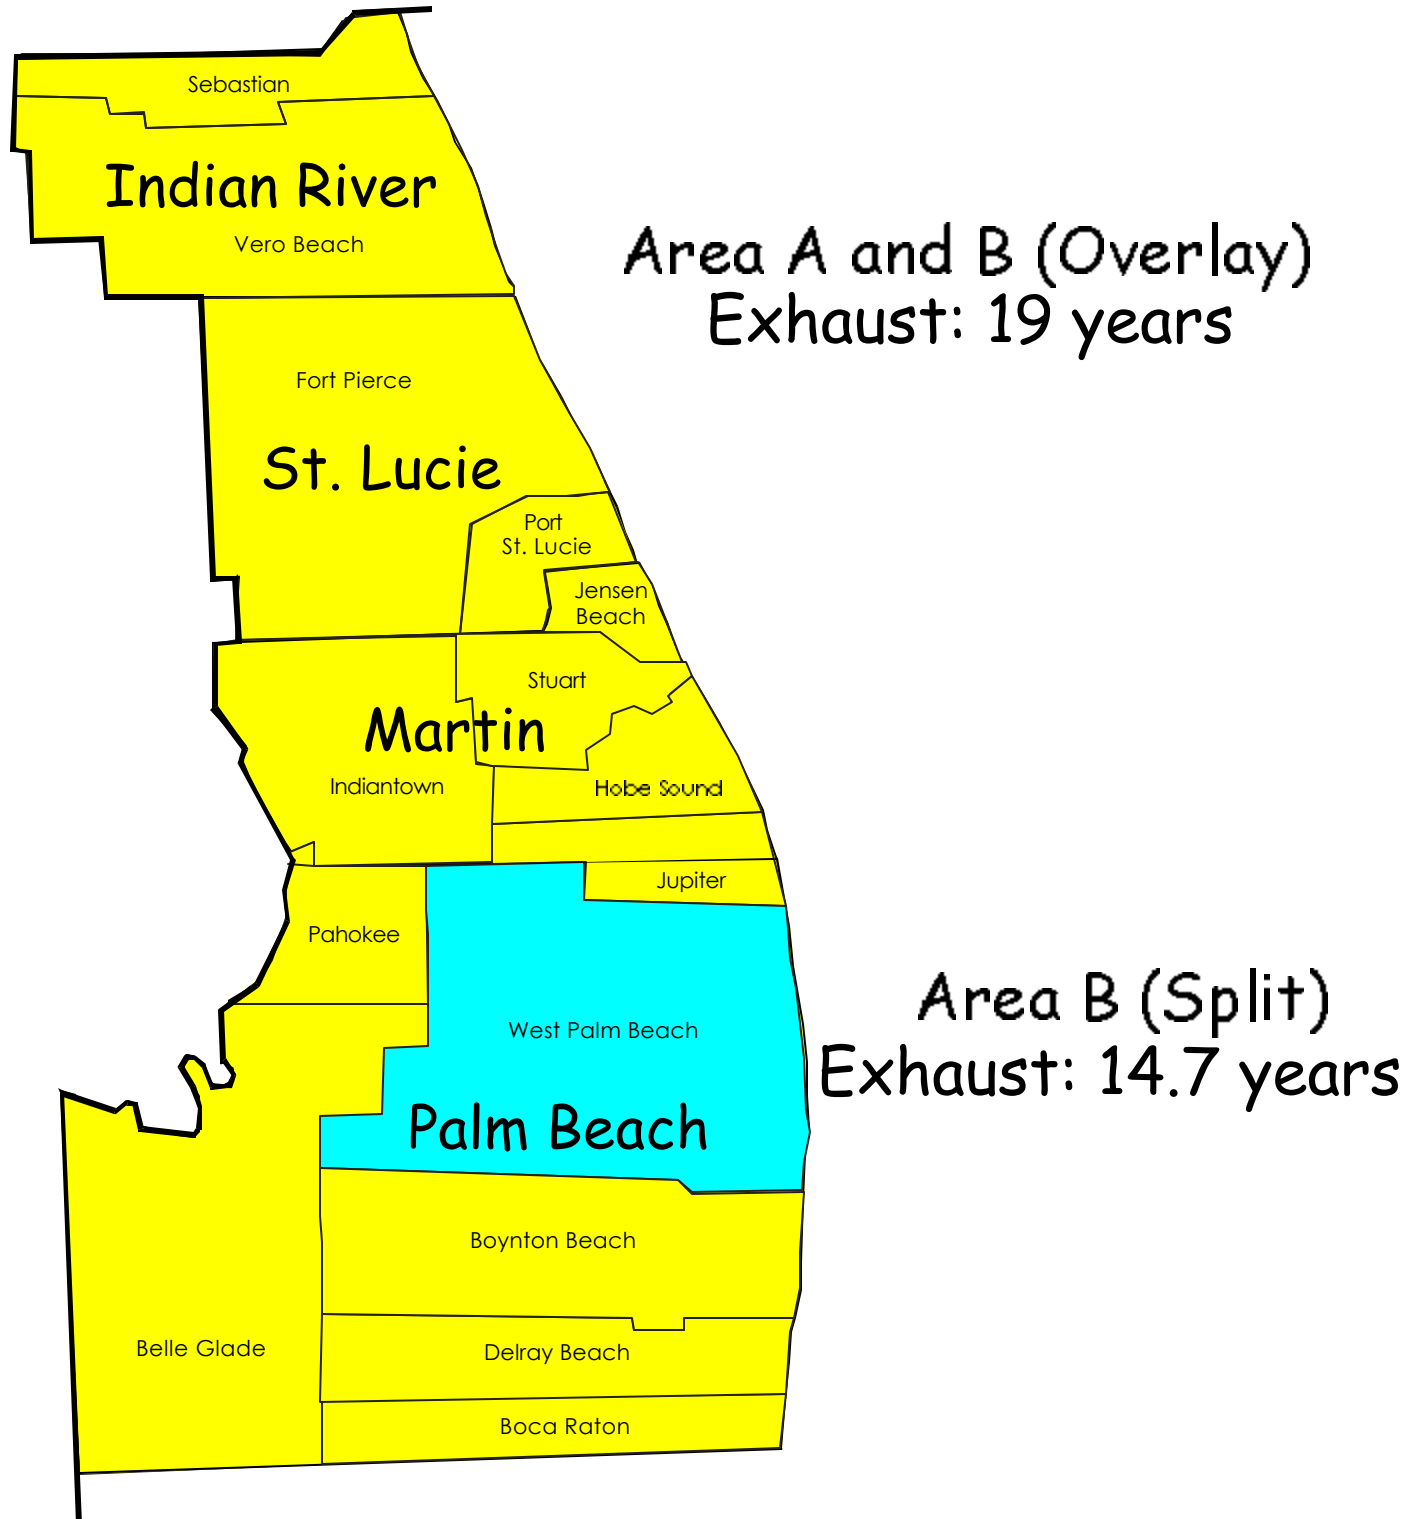 Sebastian
Indian River
Vero Beach
Area A and B (Overlay)
Exhaust: 19 years
Fort Pierce
St. Lucie
Port
St. Lucie
Jensen
Beach
Stuart
Martin
Indiantown
Hobe Sound
Jupiter
Pahokee
West Palm Beach
Area B (Split)
Exhaust: 14.7 years
Palm Beach
Boynton Beach
Belle Glade
Delray Beach
Boca Raton